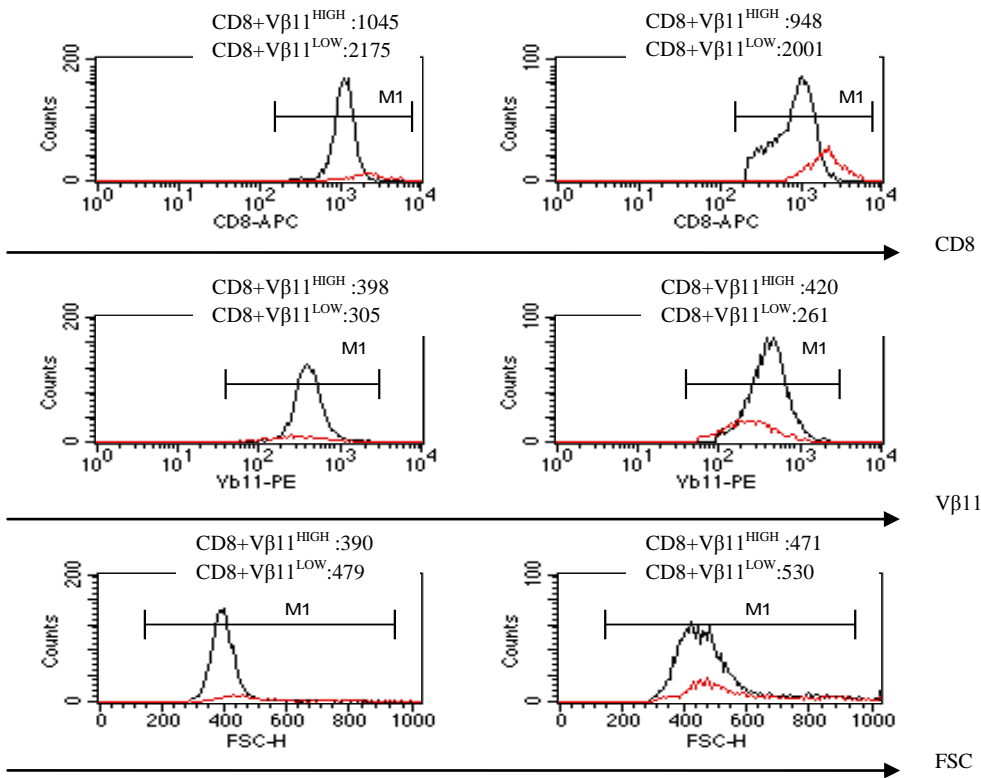 CD8+Vβ11HIGH :1045
CD8+Vβ11LOW:2175
200
Counts
0
M1
10^0 10^1 10^2 10^3 10^4
CD8-APC
CD8+Vβ11HIGH :948
CD8+Vβ11LOW:2001
100
Counts
0
M1
10^0 10^1 10^2 10^3 10^4
CD8-APC
CD8
CD8+Vβ11HIGH :398
CD8+Vβ11LOW:305
200
Counts
0
M1
10^0 10^1 10^2 10^3 10^4
Vb11-PE
CD8+Vβ11HIGH :420
CD8+Vβ11LOW:261
100
Counts
0
M1
10^0 10^1 10^2 10^3 10^4
Vb11-PE
Vβ11
CD8+Vβ11HIGH :390
CD8+Vβ11LOW:479
200
Counts
0
M1
0 200 400 600 800 1000
FSC-H
CD8+Vβ11HIGH :471
CD8+Vβ11LOW:530
100
Counts
0
M1
0 200 400 600 800 1000
FSC-H
FSC